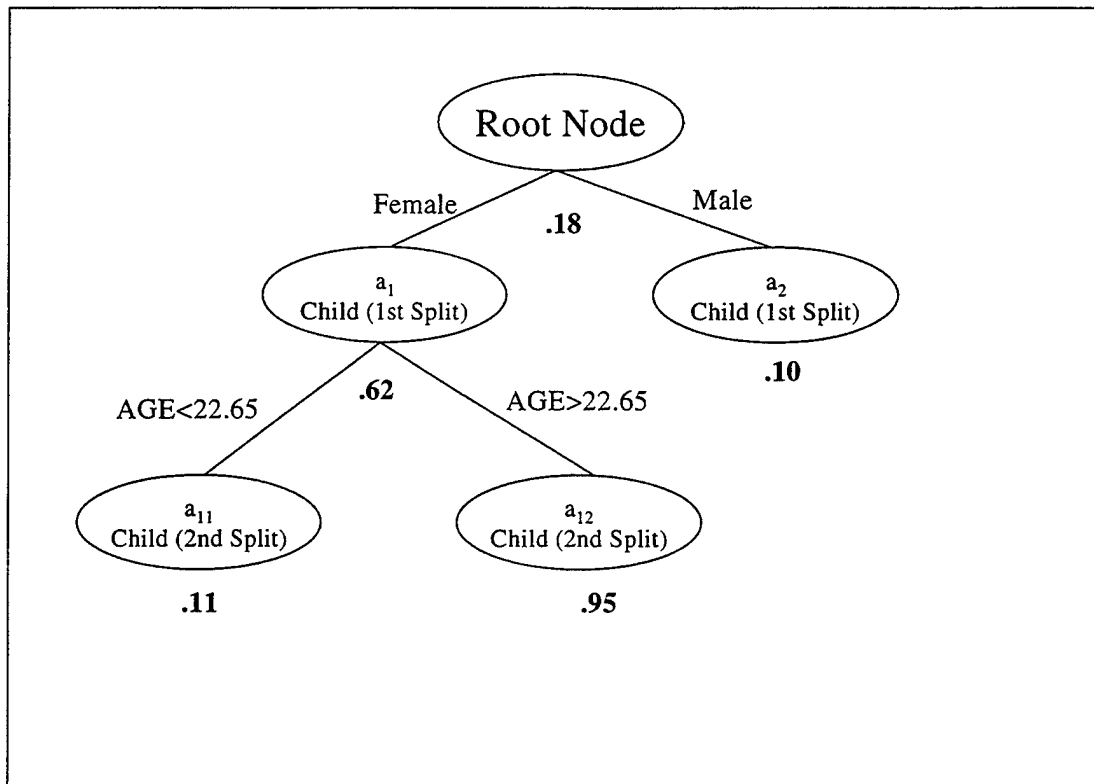 Root Node
Female
Male
.18
a₁
Child (1st Split)
a₂
Child (1st Split)
.62
.10
AGE<22.65
AGE>22.65
a₁₁
Child (2nd Split)
a₁₂
Child (2nd Split)
.11
.95